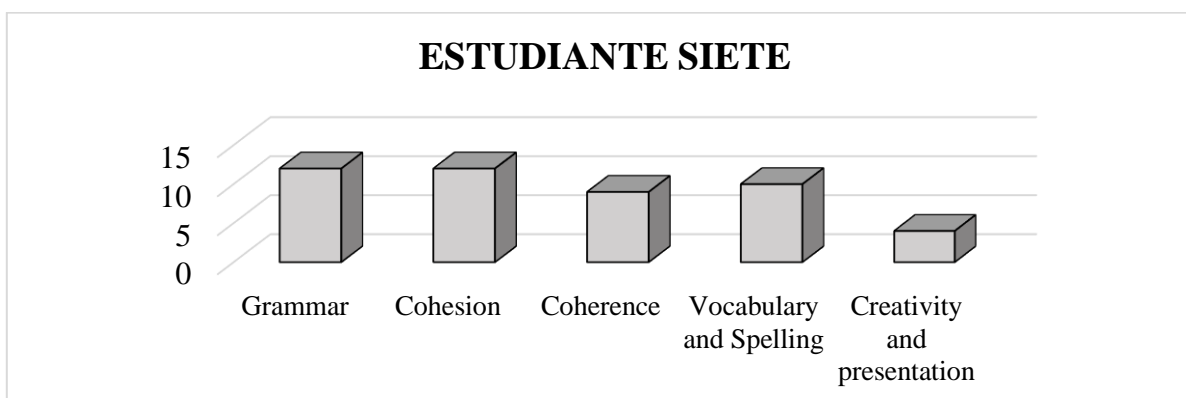 ESTUDIANTE SIETE
15
10
5
0
Grammar
Cohesion
Coherence
Vocabulary
and Spelling
Creativity
and
presentation